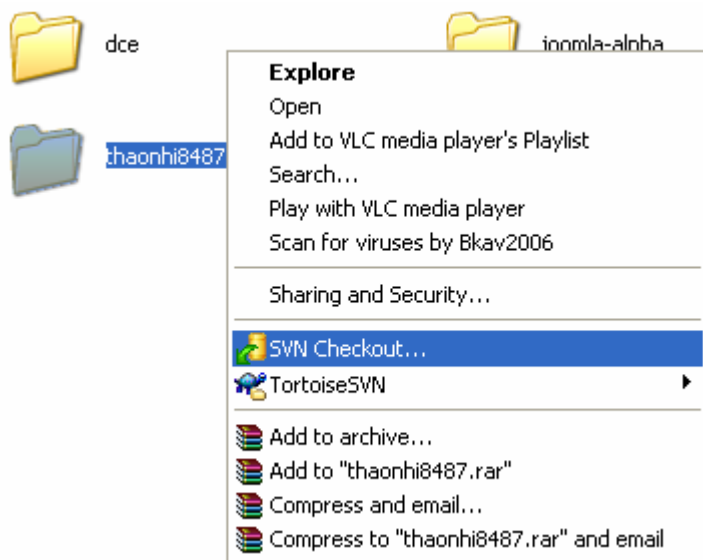 dce
joomla-alpha
thaonhi8487
Explore
Open
Add to VLC media player's Playlist
Search...
Play with VLC media player
Scan for viruses by Bkav2006
Sharing and Security...
SVN Checkout...
TortoiseSVN
Add to archive...
Add to "thaonhi8487.rar"
Compress and email...
Compress to "thaonhi8487.rar" and email